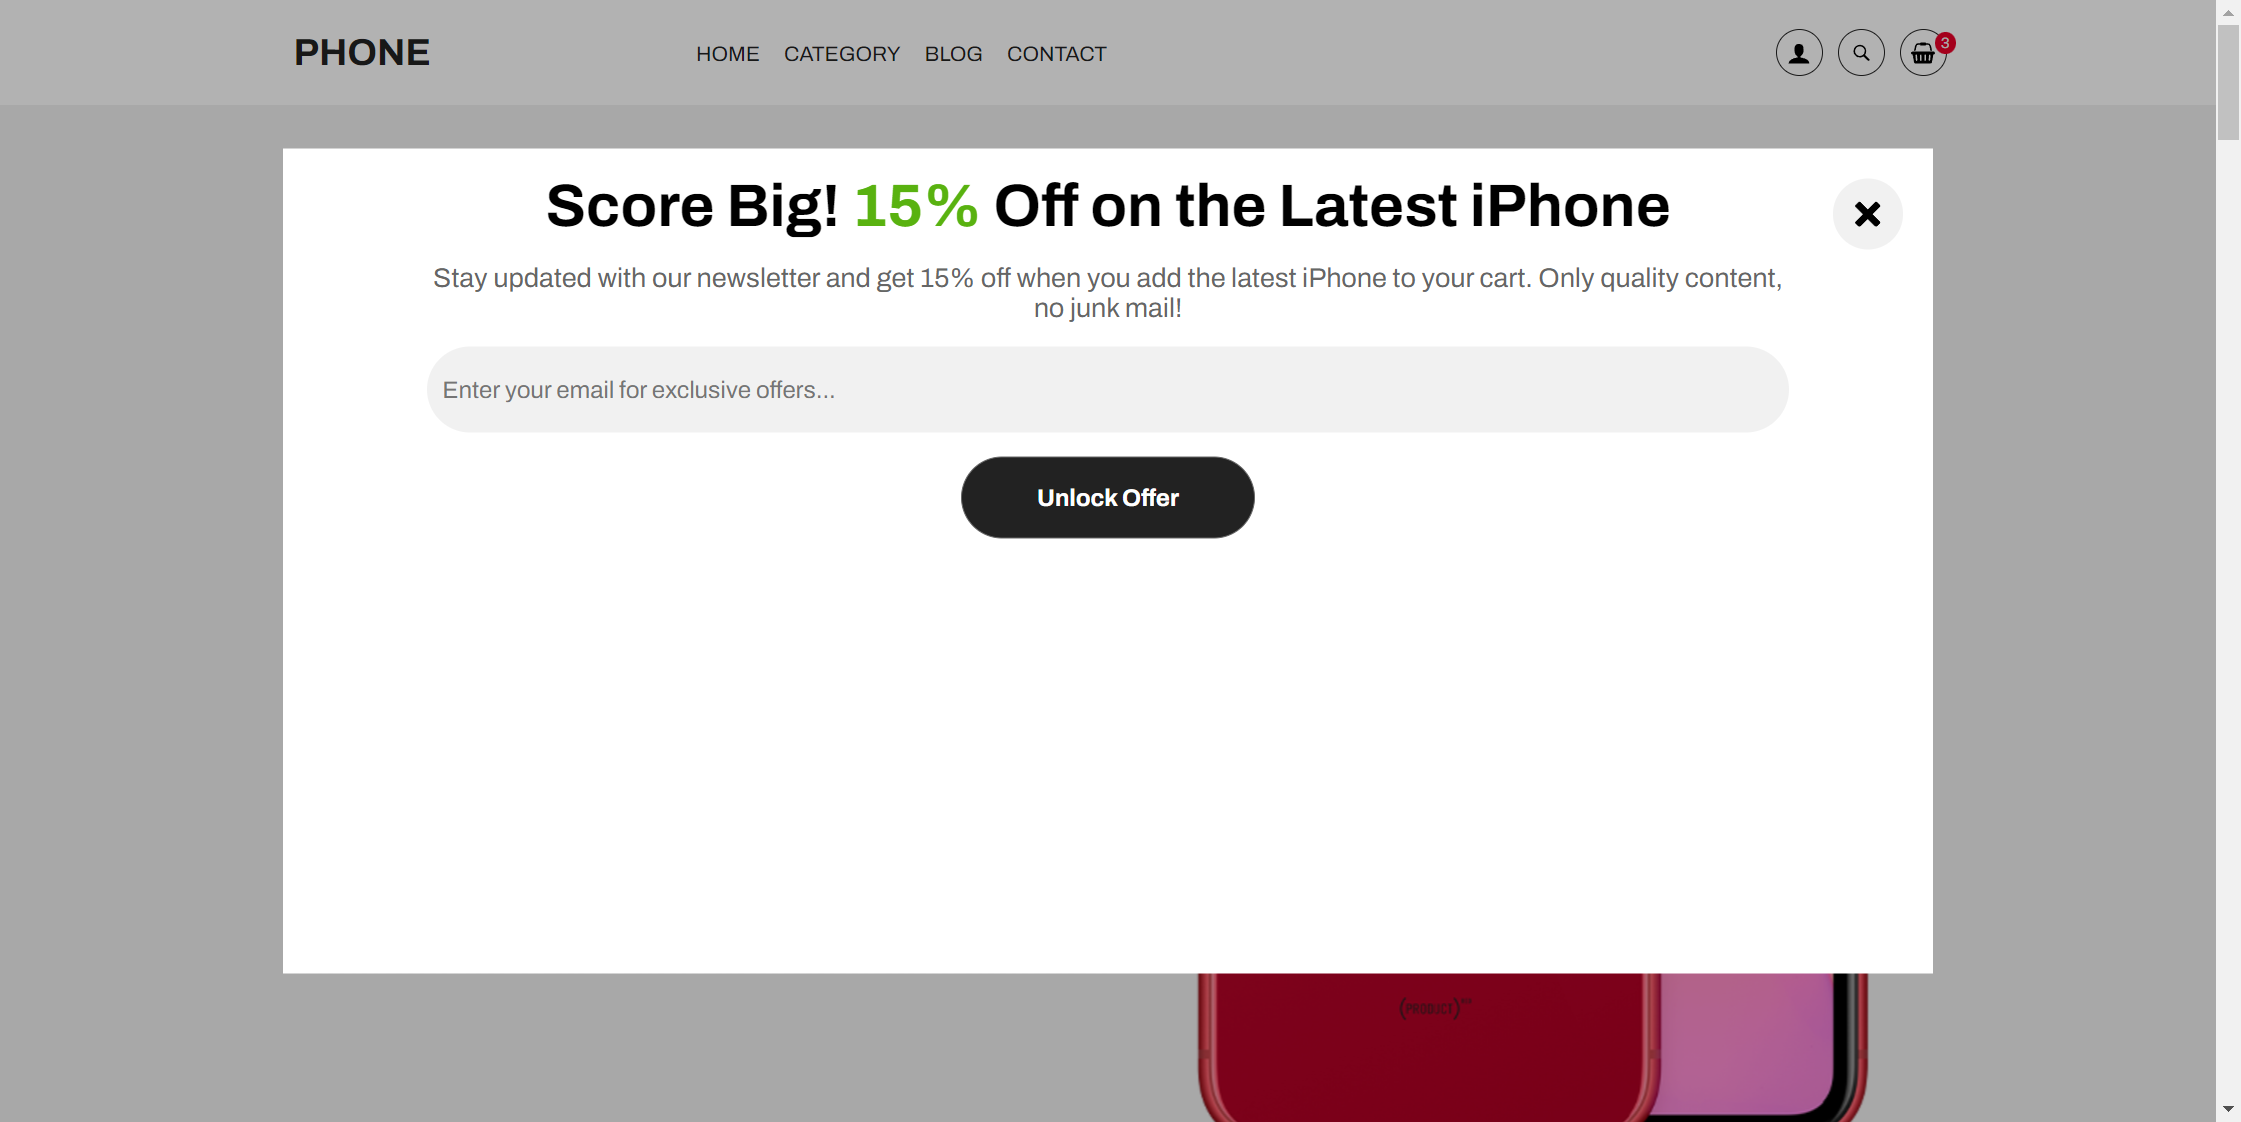 PHONE
HOME CATEGORY BLOG CONTACT
3
Score Big! 15% Off on the Latest iPhone
Stay updated with our newsletter and get 15% off when you add the latest iPhone to your cart. Only quality content,
no junk mail!
Enter your email for exclusive offers...
Unlock Offer
(PRODUCT)